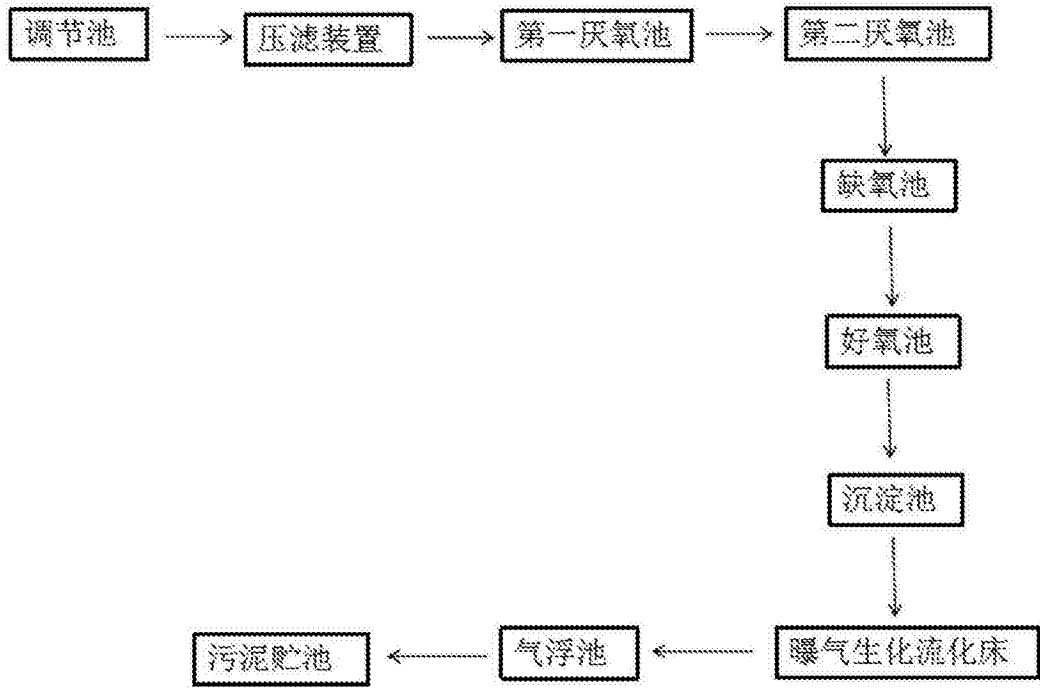 调节池
压滤装置
第一厌氧池
第二厌氧池
缺氧池
好氧池
沉淀池
曝气生化流化床
气浮池
污泥贮池